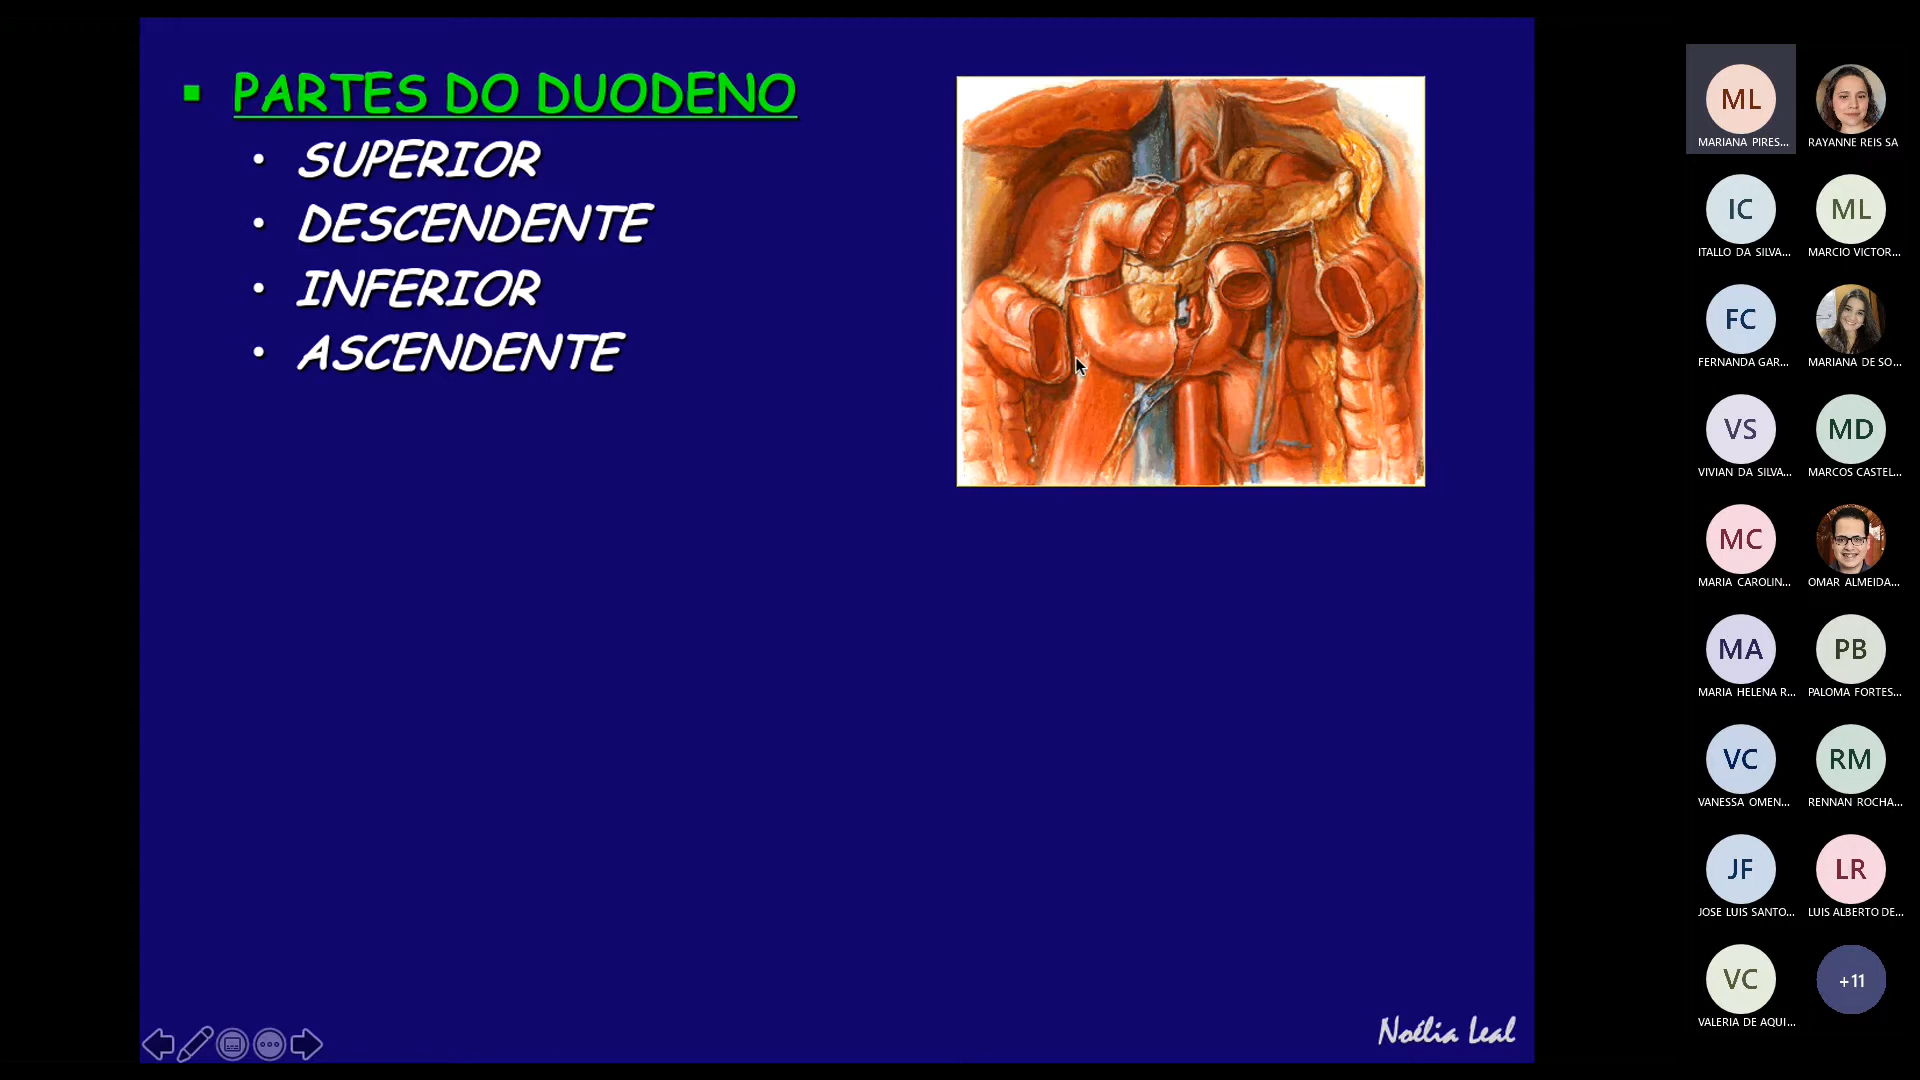 PARTES DO DUODENO
• SUPERIOR
• DESCENDENTE
• INFERIOR
• ASCENDENTE
Noélia Leal
ML
MARIANA PIRES...
RAYANNE REIS SA
IC
ITALLO DA SILVA...
ML
MARCIO VICTOR...
FC
FERNANDA GAR...
MARIANA DE SO...
VS
VIVIAN DA SILVA...
MD
MARCOS CASTEL...
MC
MARIA CAROLIN...
OMAR ALMEIDA...
MA
MARIA HELENA R...
PB
PALOMA FORTES...
VC
VANESSA OMEN...
RM
RENNAN ROCHA...
JF
JOSE LUIS SANTO...
LR
LUIS ALBERTO DE...
VC
VALERIA DE AQUI...
+11